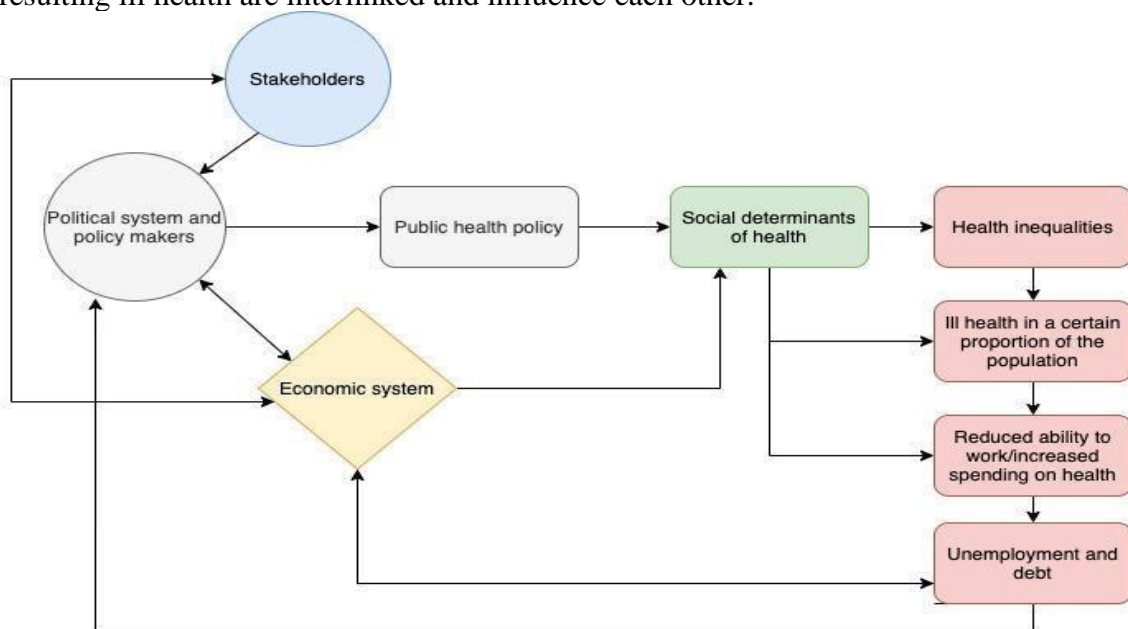 resulting ill health are interlinked and influence each other.
Stakeholders
Political system and
policy makers
Public health policy
Social determinants
of health
Health inequalities
Ill health in a certain
proportion of the
population
Economic system
Reduced ability to
work/increased
spending on health
Unemployment and
debt